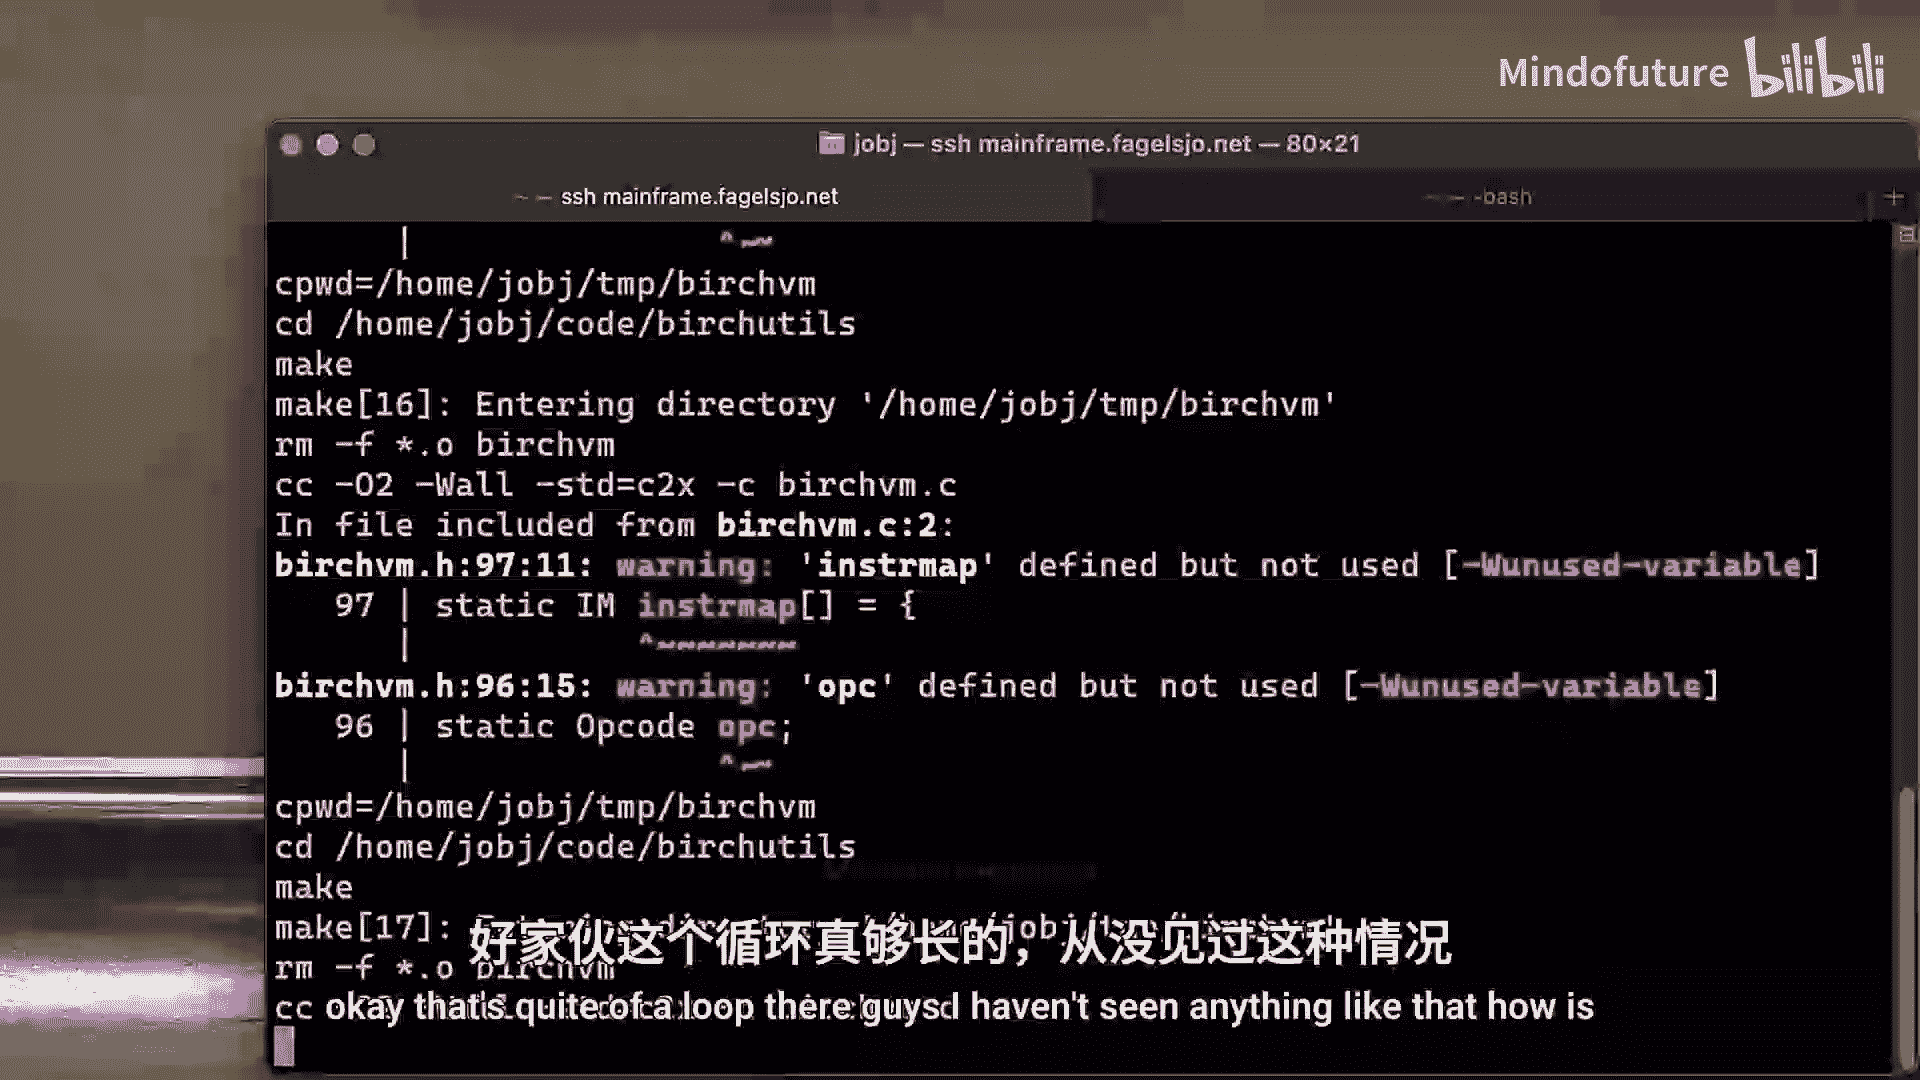 Mindofuture bilibili
jobj — ssh mainframe.fagelsjo.net — 80×21
~ — ssh mainframe.fagelsjo.net
~ — -bash
+
| ^~~
cpwd=/home/jobj/tmp/birchvm
cd /home/jobj/code/birchutils
make
make[16]: Entering directory '/home/jobj/tmp/birchvm'
rm -f *.o birchvm
cc -O2 -Wall -std=c2x -c birchvm.c
In file included from birchvm.c:2:
birchvm.h:97:11: warning: 'instrmap' defined but not used [-Wunused-variable]
97 | static IM instrmap[] = {
| ^~~~~~~~
birchvm.h:96:15: warning: 'opc' defined but not used [-Wunused-variable]
96 | static Opcode opc;
| ^~~
cpwd=/home/jobj/tmp/birchvm
cd /home/jobj/code/birchutils
make
make[17]:
好家伙这个循环真够长的，从没见过这种情况
rm -f *.o birchvm
cc
okay that's quite of a loop there guys I haven't seen anything like that how is